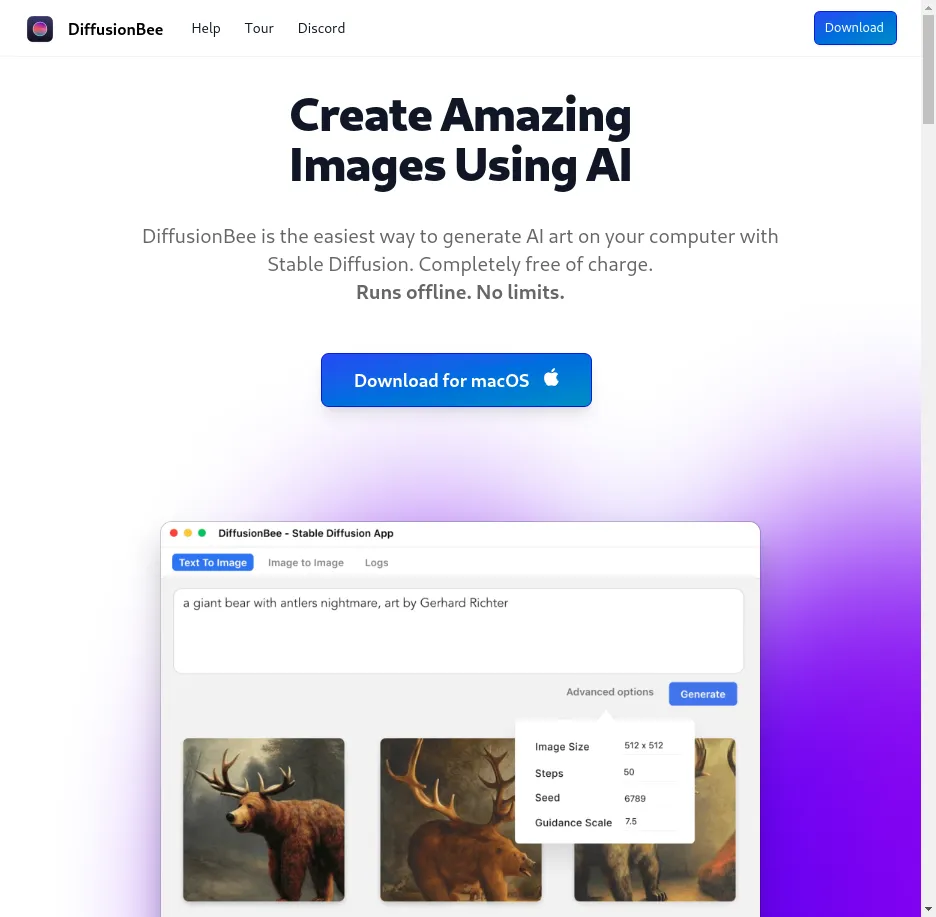 DiffusionBee
Help
Tour
Discord
Download
Create Amazing
Images Using AI
DiffusionBee is the easiest way to generate AI art on your computer with
Stable Diffusion. Completely free of charge.
Runs offline. No limits.
Download for macOS
DiffusionBee - Stable Diffusion App
Text To Image
Image to Image
Logs
a giant bear with antlers nightmare, art by Gerhard Richter
Advanced options
Generate
Image Size 512 x 512
Steps 50
Seed 6789
Guidance Scale 7.5